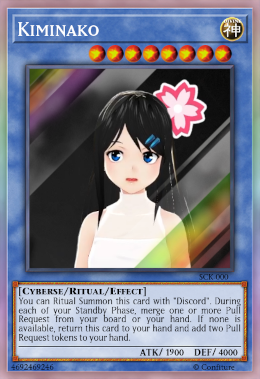 Kiminako
神
SCK-000
[Cyberse/Ritual/Effect]
You can Ritual Summon this card with "Discord". During
each of your Standby Phase, merge one or more Pull
Request from your board or your hand. If none is
available, return this card to your hand and add two Pull
Request tokens to your hand.
ATK/ 1900 DEF/ 4000
4692469246
© Confiture